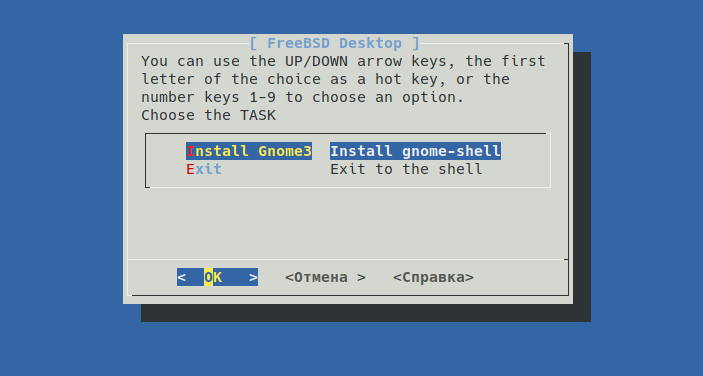 [ FreeBSD Desktop ]
You can use the UP/DOWN arrow keys, the first
letter of the choice as a hot key, or the
number keys 1-9 to choose an option.
Choose the TASK
Install Gnome3 Install gnome-shell
Exit Exit to the shell
< OK > <Отмена > <Справка>